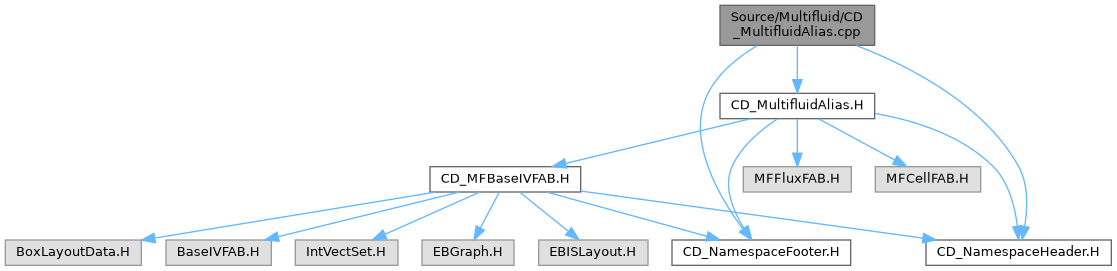 Source/Multifluid/CD
_MultifluidAlias.cpp
CD_MultifluidAlias.H
CD_MFBaseIVFAB.H
MFFluxFAB.H
MFCellFAB.H
BoxLayoutData.H
BaseIVFAB.H
IntVectSet.H
EBGraph.H
EBISLayout.H
CD_NamespaceFooter.H
CD_NamespaceHeader.H